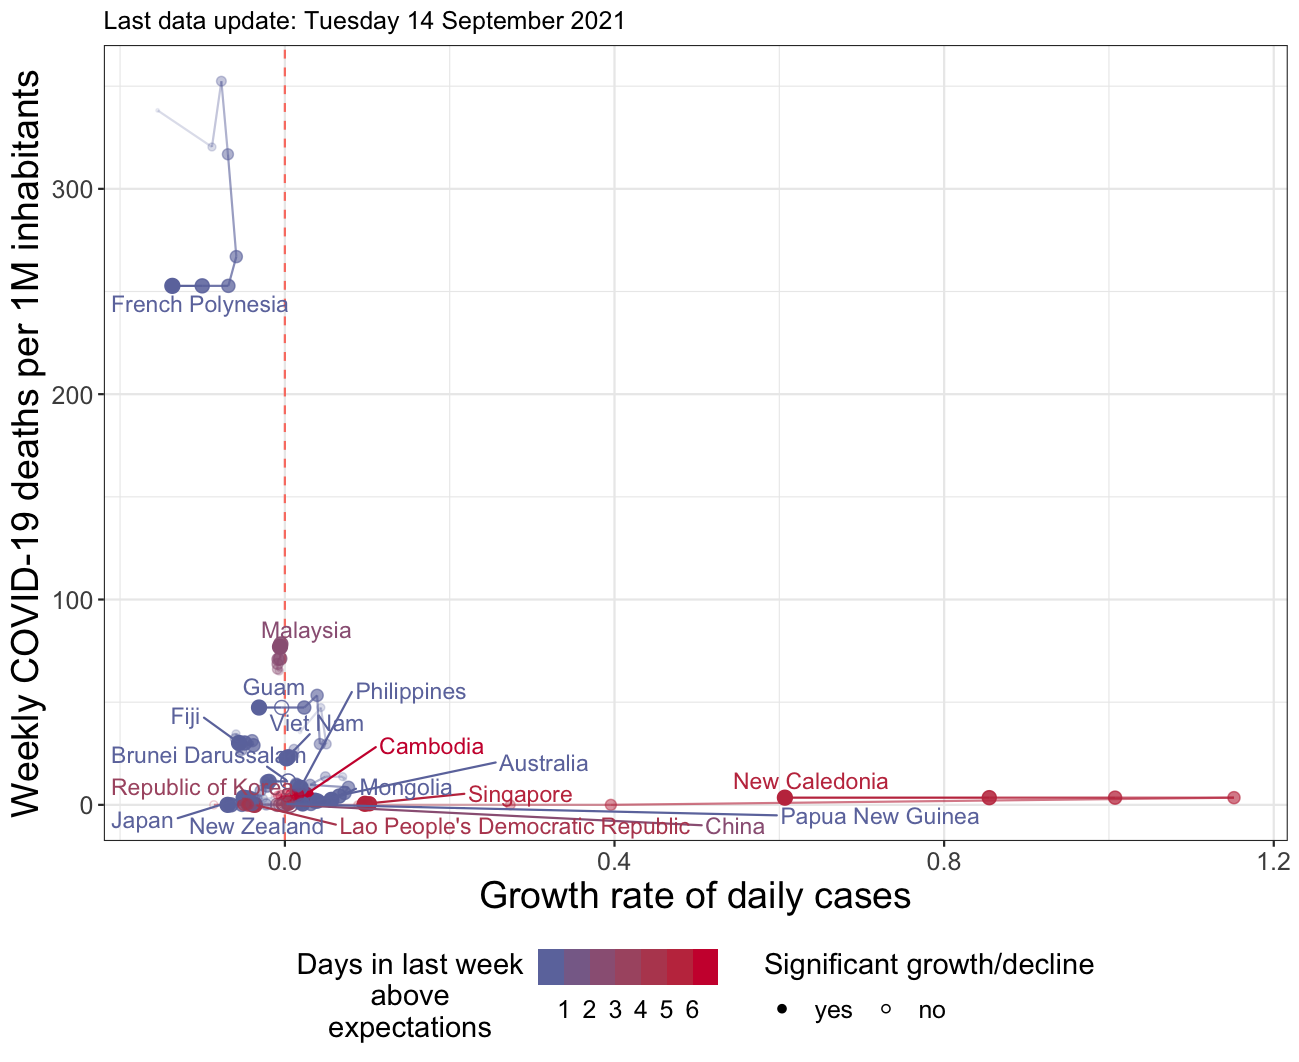 Last data update: Tuesday 14 September 2021
Weekly COVID-19 deaths per 1M inhabitants
300
200
100
0
French Polynesia
Malaysia
Guam
Philippines
Fiji
Viet Nam
Cambodia
Brunei Darussalam
Australia
Republic of Korea
Mongolia
Singapore
New Caledonia
Japan
New Zealand
Lao People's Democratic Republic
China
Papua New Guinea
0.0
0.4
0.8
1.2
Growth rate of daily cases
Days in last week
above
expectations
1 2 3 4 5 6
Significant growth/decline
yes
no